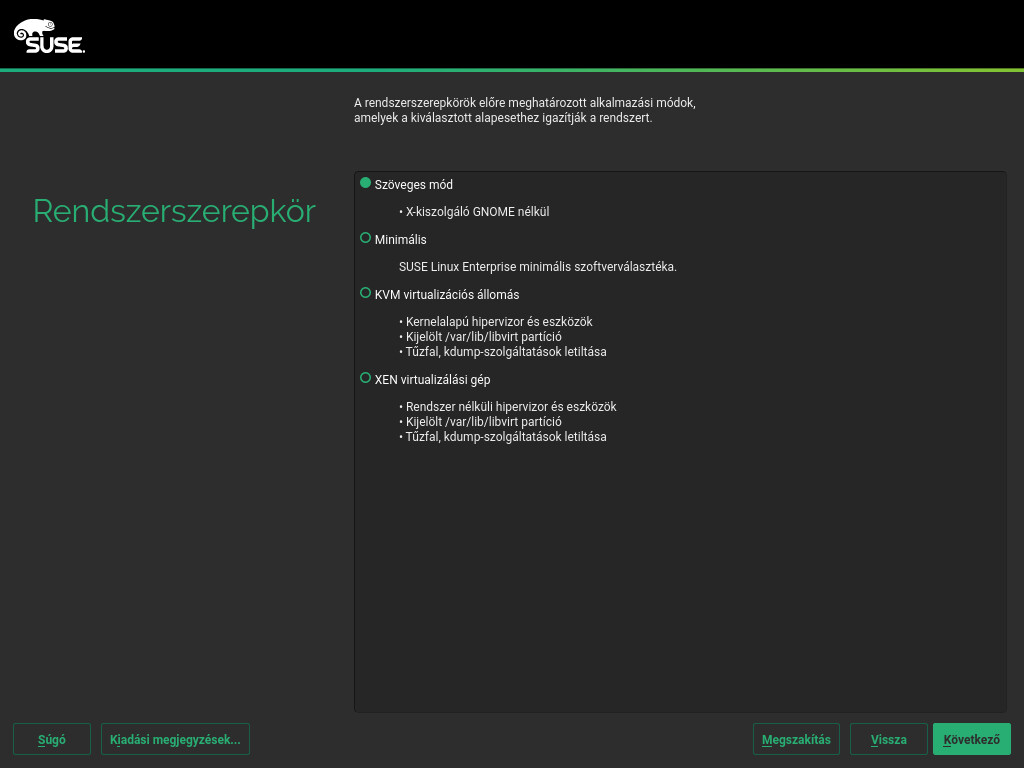 SUSE.
A rendszerszerepkörök előre meghatározott alkalmazási módok,
amelyek a kiválasztott alapesethez igazítják a rendszert.
Rendszerszerepkör
Szöveges mód
• X-kiszolgáló GNOME nélkül
Minimális
SUSE Linux Enterprise minimális szoftverválasztéka.
KVM virtualizációs állomás
• Kernelalapú hipervizor és eszközök
• Kijelölt /var/lib/libvirt partíció
• Tűzfal, kdump-szolgáltatások letiltása
XEN virtualizálási gép
• Rendszer nélküli hipervizor és eszközök
• Kijelölt /var/lib/libvirt partíció
• Tűzfal, kdump-szolgáltatások letiltása
Súgó
Kiadási megjegyzések...
Megszakítás
Vissza
Következő